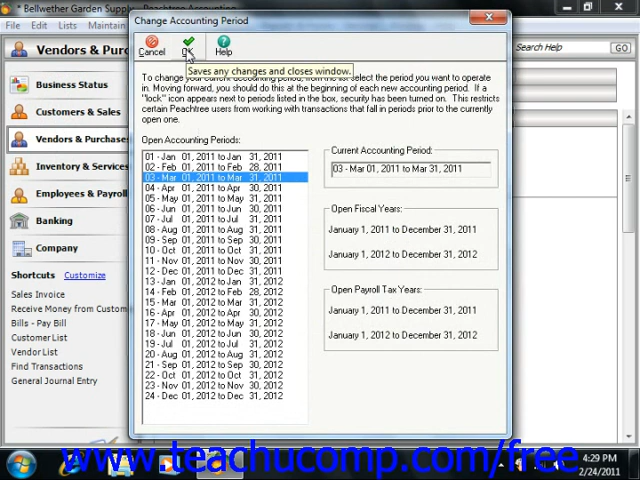 Bellwether Garden Supply - Peachtree Accounting
File Edit Lists
Vendors & Purc
Search Help GO
Business Status
Customers & Sales
Vendors & Purchases
Inventory & Services
Employees & Payroll
Banking
Company
Shortcuts Customize
Sales Invoice
Receive Money from Custom
Bills - Pay Bill
Customer List
Vendor List
Find Transactions
General Journal Entry
Change Accounting Period
Cancel OK Help
Saves any changes and closes window.
To change your current accounting period, from the list select the period you want to operate
in. Moving forward, you should do this at the beginning of each new accounting period. If a
"lock" icon appears next to periods listed in the box, security has been turned on. This restricts
certain Peachtree users from working with transactions that fall in periods prior to the currently
open one.
Open Accounting Periods:
01 - Jan 01, 2011 to Jan 31, 2011
02 - Feb 01, 2011 to Feb 28, 2011
03 - Mar 01, 2011 to Mar 31, 2011
04 - Apr 01, 2011 to Apr 30, 2011
05 - May 01, 2011 to May 31, 2011
06 - Jun 01, 2011 to Jun 30, 2011
07 - Jul 01, 2011 to Jul 31, 2011
08 - Aug 01, 2011 to Aug 31, 2011
09 - Sep 01, 2011 to Sep 30, 2011
10 - Oct 01, 2011 to Oct 31, 2011
11 - Nov 01, 2011 to Nov 30, 2011
12 - Dec 01, 2011 to Dec 31, 2011
13 - Jan 01, 2012 to Jan 31, 2012
14 - Feb 01, 2012 to Feb 28, 2012
15 - Mar 01, 2012 to Mar 31, 2012
16 - Apr 01, 2012 to Apr 30, 2012
17 - May 01, 2012 to May 31, 2012
18 - Jun 01, 2012 to Jun 30, 2012
19 - Jul 01, 2012 to Jul 31, 2012
20 - Aug 01, 2012 to Aug 31, 2012
21 - Sep 01, 2012 to Sep 30, 2012
22 - Oct 01, 2012 to Oct 31, 2012
23 - Nov 01, 2012 to Nov 30, 2012
24 - Dec 01, 2012 to Dec 31, 2012
Current Accounting Period:
03 - Mar 01, 2011 to Mar 31, 2011
Open Fiscal Years:
January 1, 2011 to December 31, 2011
January 1, 2012 to December 31, 2012
Open Payroll Tax Years:
January 1, 2011 to December 31, 2011
January 1, 2012 to December 31, 2012
www.teachucomp.com/free
4:29 PM
2/24/2011